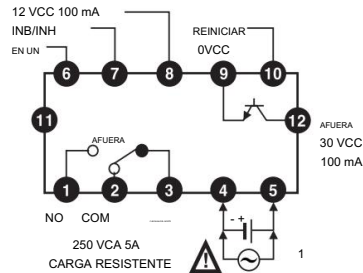 12 VCC 100 mA
INB/INH
EN UN
REINICIAR
0VCC
6 7 8 9 10
11
12
AFUERA
AFUERA
30 VCC
100 mA
1 2 3 4 5
- +
NO COM
250 VCA 5A
CARGA RESISTENTE
1